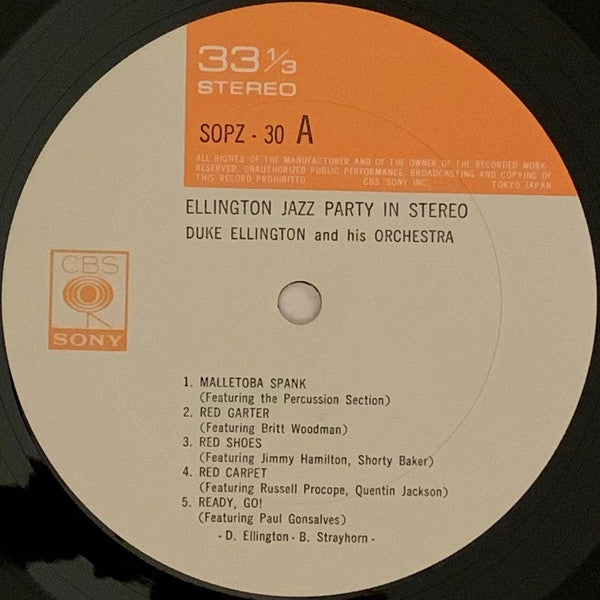 33 1/3
STEREO
SOPZ - 30 A
ALL RIGHTS OF THE MANUFACTURER AND OF THE OWNER OF THE RECORDED WORK
RESERVED. UNAUTHORIZED PUBLIC PERFORMANCE, BROADCASTING AND COPYING OF
THIS RECORD PROHIBITED CBS/SONY INC. TOKYO JAPAN
ELLINGTON JAZZ PARTY IN STEREO
DUKE ELLINGTON and his ORCHESTRA
CBS
SONY
1. MALLETOBA SPANK
(Featuring the Percussion Section)
2. RED GARTER
(Featuring Britt Woodman)
3. RED SHOES
(Featuring Jimmy Hamilton, Shorty Baker)
4. RED CARPET
(Featuring Russell Procope, Quentin Jackson)
5. READY, GO!
(Featuring Paul Gonsalves)
- D. Ellington - B. Strayhorn -